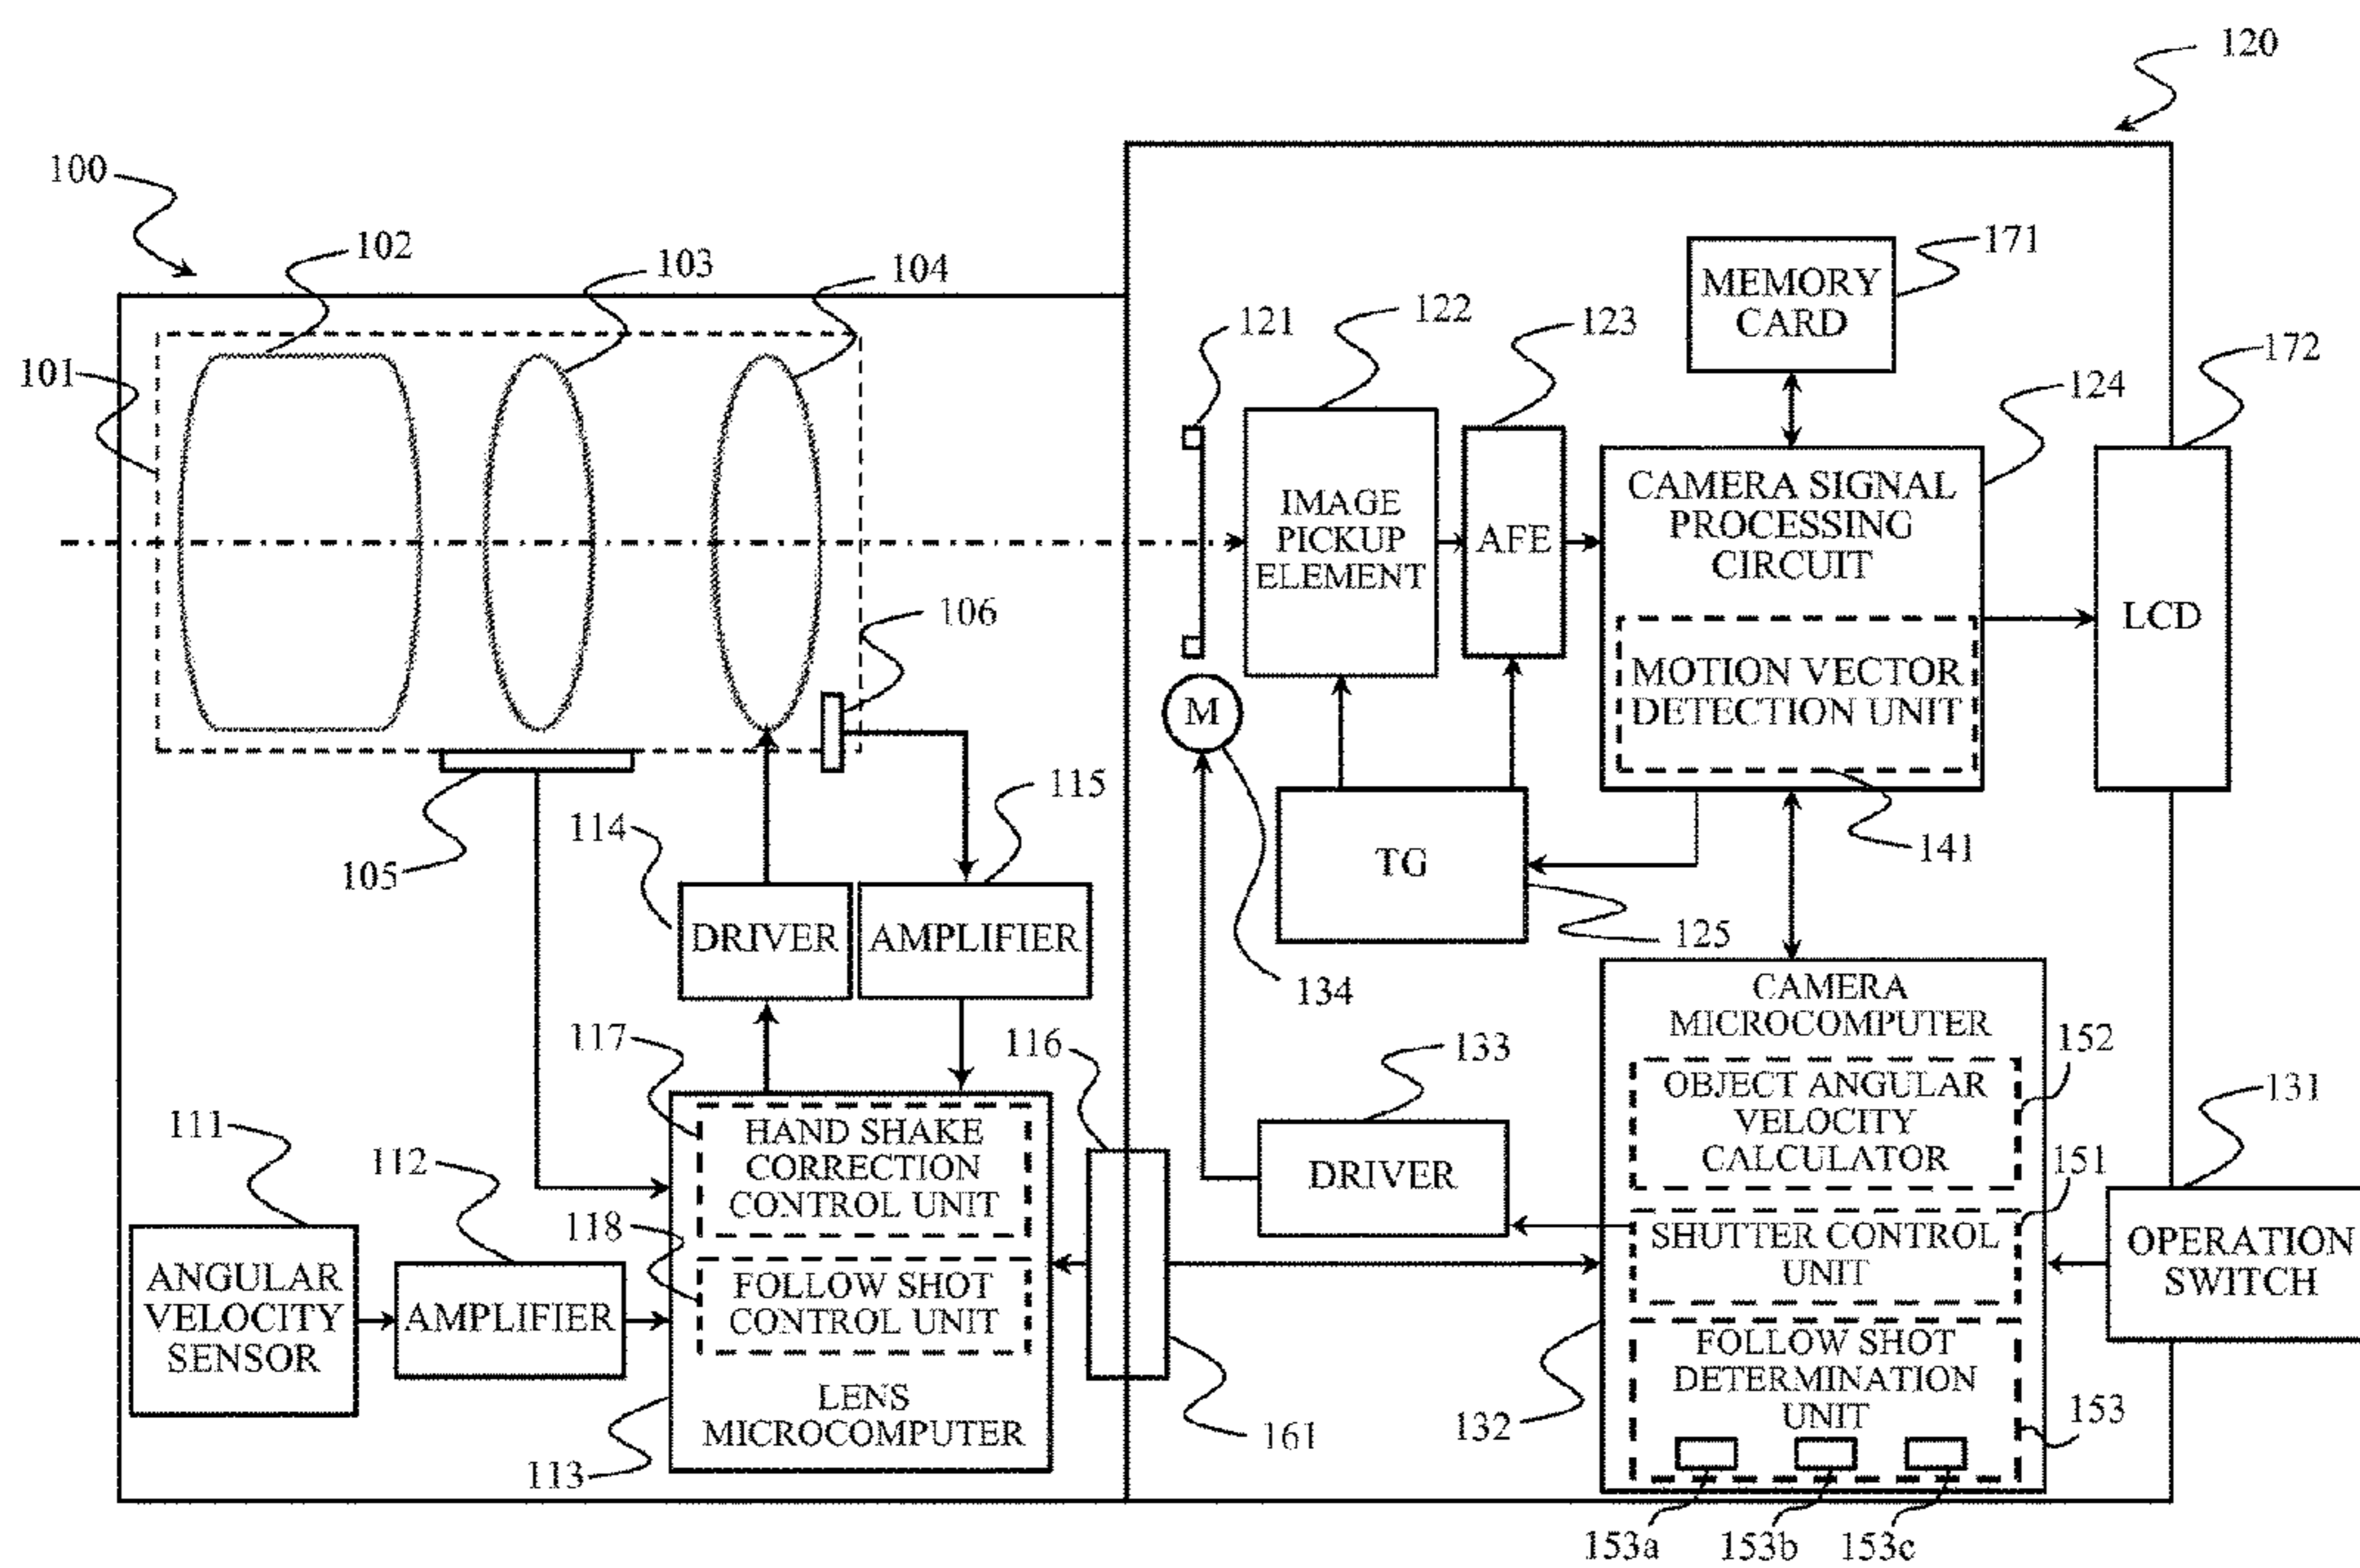 120
100
102
103
104
101
171
MEMORY
CARD
121
122
123
172
124
IMAGE
PICKUP
ELEMENT
AFE
CAMERA SIGNAL
PROCESSING
CIRCUIT
LCD
106
MOTION VECTOR
DETECTION UNIT
M
105
114
115
141
TG
125
DRIVER
AMPLIFIER
134
117
116
133
CAMERA
MICROCOMPUTER
152
OBJECT ANGULAR
VELOCITY
CALCULATOR
151
131
111
112
HAND SHAKE
CORRECTION
CONTROL UNIT
DRIVER
118
SHUTTER CONTROL
UNIT
OPERATION
SWITCH
ANGULAR
VELOCITY
SENSOR
AMPLIFIER
FOLLOW SHOT
CONTROL UNIT
LENS
MICROCOMPUTER
113
161
132
FOLLOW SHOT
DETERMINATION
UNIT
153
153a
153b
153c